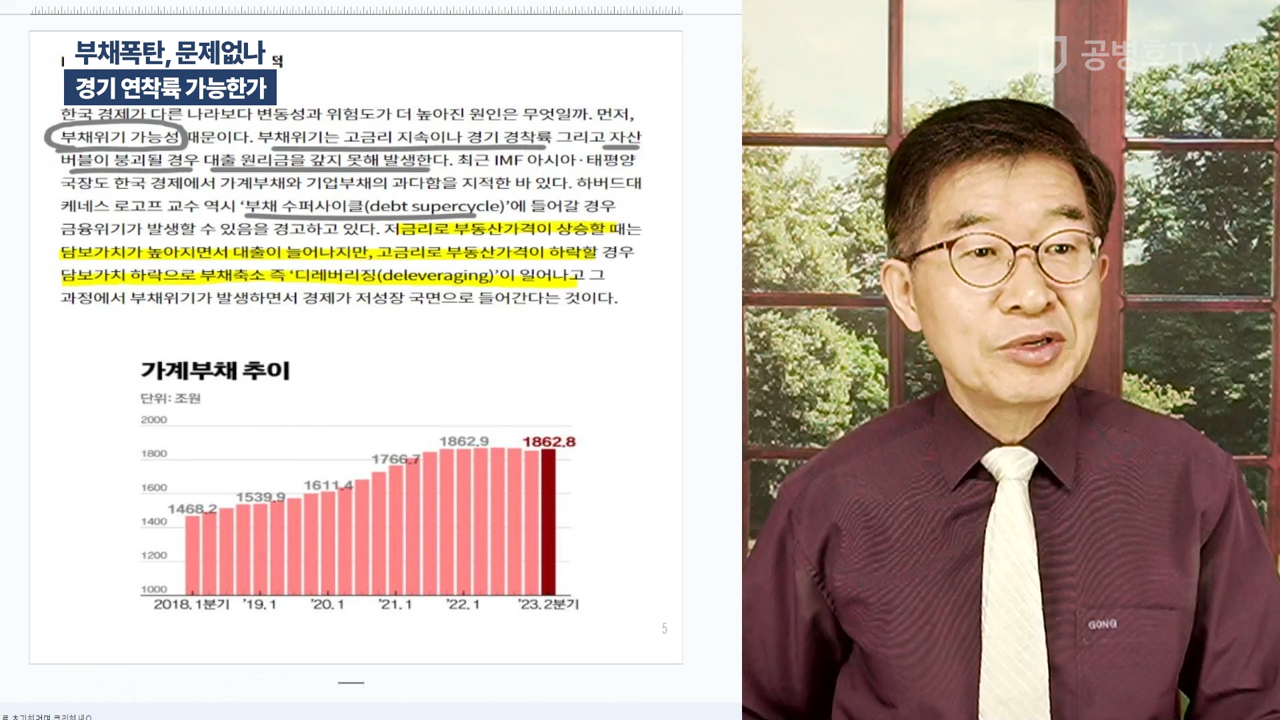 부채폭탄, 문제없나
경기 연착륙 가능한가
한국 경제가 다른 나라보다 변동성과 위험도가 더 높아진 원인은 무엇일까. 먼저,
부채위기 가능성 때문이다. 부채위기는 고금리 지속이나 경기 경착륙 그리고 자산
버블이 붕괴될 경우 대출 원리금을 갚지 못해 발생한다. 최근 IMF 아시아·태평양
국장도 한국 경제에서 가계부채와 기업부채의 과다함을 지적한 바 있다. 하버드대
케네스 로고프 교수 역시 ‘부채 수퍼사이클(debt supercycle)’에 들어갈 경우
금융위기가 발생할 수 있음을 경고하고 있다. 저금리로 부동산가격이 상승할 때는
담보가치가 높아지면서 대출이 늘어나지만, 고금리로 부동산가격이 하락할 경우
담보가치 하락으로 부채축소 즉 ‘디레버리징(deleveraging)’이 일어나고 그
과정에서 부채위기가 발생하면서 경제가 저성장 국면으로 들어간다는 것이다.
가계부채 추이
단위: 조원
2000
1800
1600
1400
1200
1000
1468.2
1539.9
1611.4
1766.7
1862.9
1862.8
2018.1분기 '19.1 '20.1 '21.1 '22.1 '23.2분기
5
공병호TV
GONG